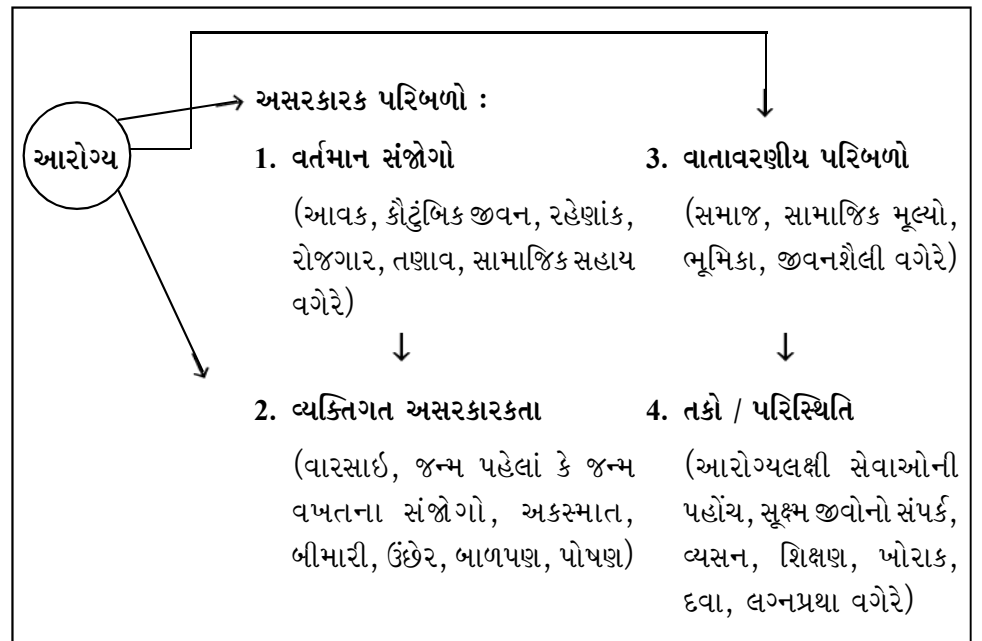 આરોગ્ય
અસરકારક પરિબળો :
1. વર્તમાન સંજોગો
(આવક, કૌટુંબિક જીવન, રહેણાંક,
રોજગાર, તણાવ, સામાજિક સહાય
વગેરે)
2. વ્યક્તિગત અસરકારકતા
(વારસાઇ, જન્મ પહેલાં કે જન્મ
વખતના સંજોગો, અકસ્માત,
બીમારી, ઉંછેર, બાળપણ, પોષણ)
3. વાતાવરણીય પરિબળો
(સમાજ, સામાજિક મૂલ્યો,
ભૂમિકા, જીવનશૈલી વગેરે)
4. તકો / પરિસ્થિતિ
(આરોગ્યલક્ષી સેવાઓની
પહોંચ, સૂક્ષ્મ જીવોનો સંપર્ક,
વ્યસન, શિક્ષણ, ખોરાક,
દવા, લગ્નપ્રથા વગેરે)